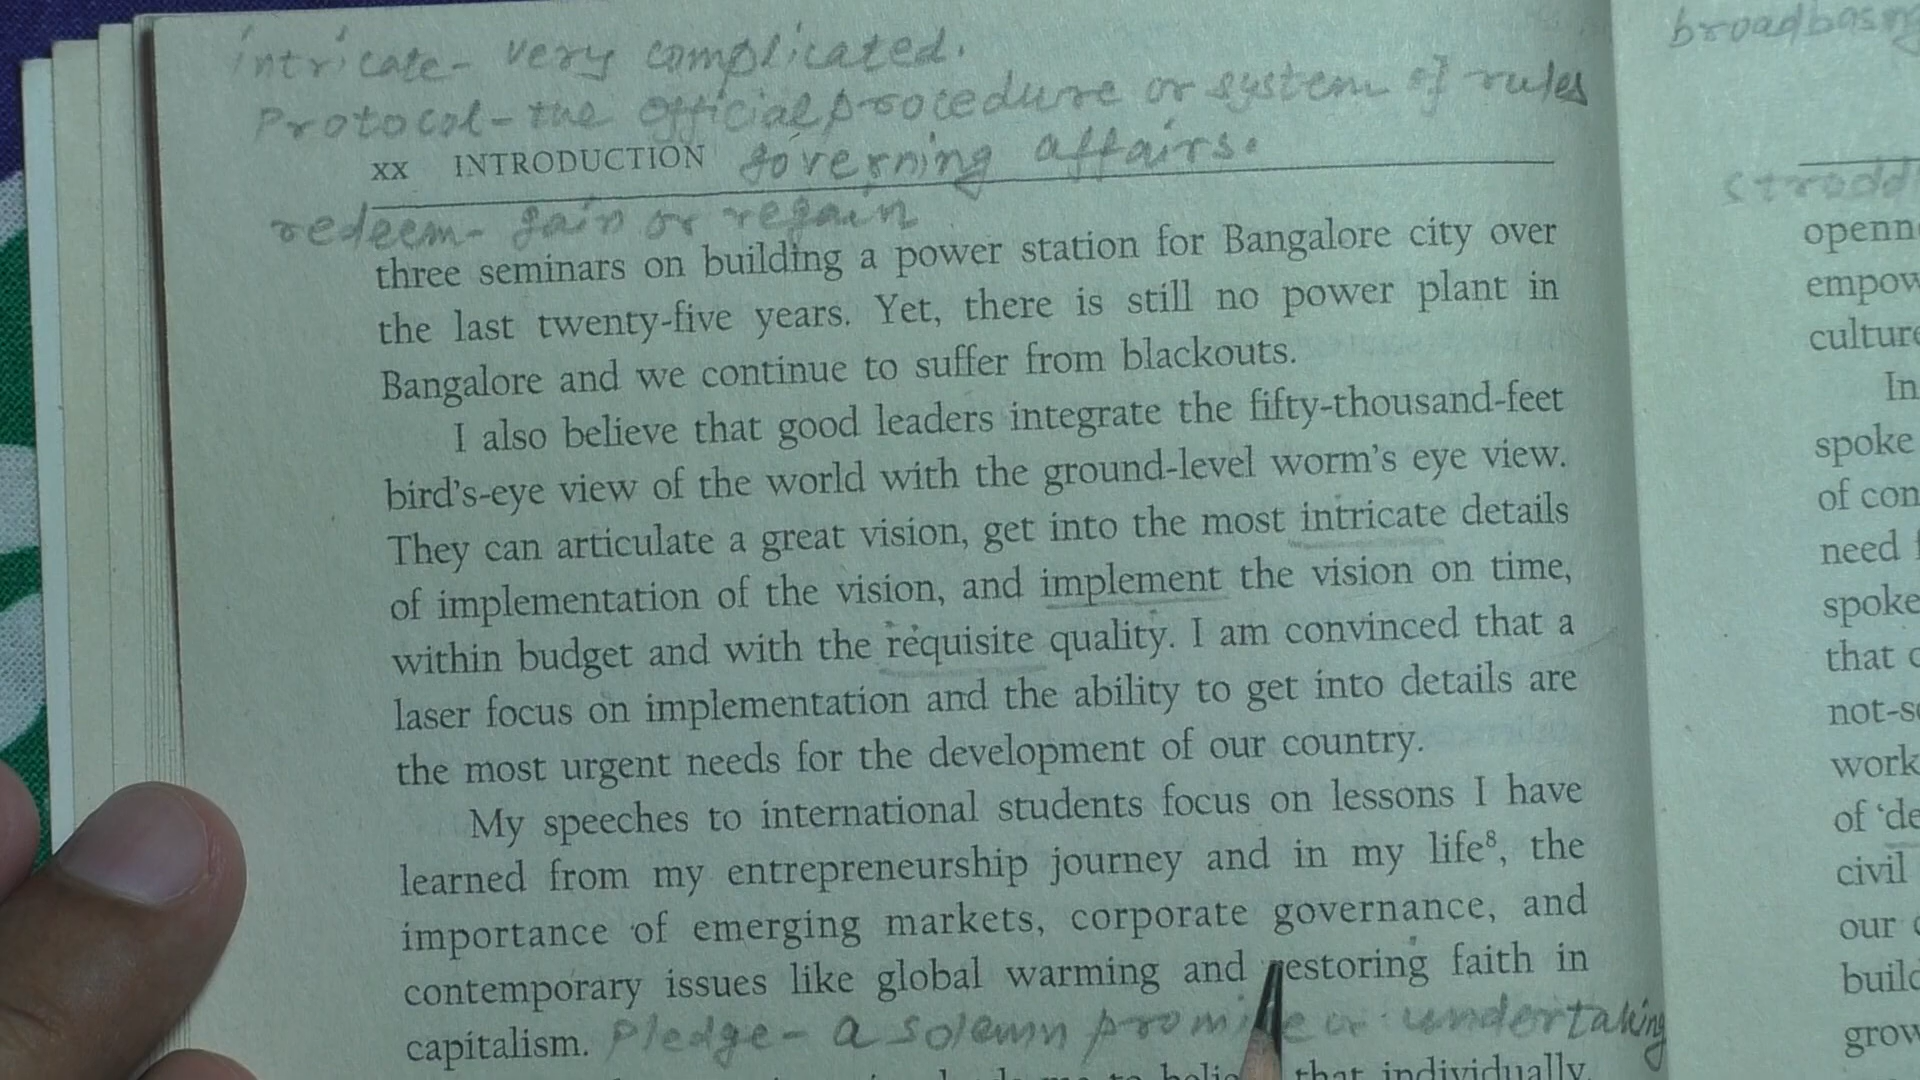 intricate- very complicated.
Protocol-the official procedure or system of rules
xx INTRODUCTION governing affairs.
redeem- gain or regain
three seminars on building a power station for Bangalore city over
the last twenty-five years. Yet, there is still no power plant in
Bangalore and we continue to suffer from blackouts.
I also believe that good leaders integrate the fifty-thousand-feet
bird's-eye view of the world with the ground-level worm's eye view.
They can articulate a great vision, get into the most intricate details
of implementation of the vision, and implement the vision on time,
within budget and with the requisite quality. I am convinced that a
laser focus on implementation and the ability to get into details are
the most urgent needs for the development of our country.
My speeches to international students focus on lessons I have
learned from my entrepreneurship journey and in my life⁸, the
importance of emerging markets, corporate governance, and
contemporary issues like global warming and restoring faith in
capitalism. Pledge- a solemn promise or undertaking
that individually,
broadbas
openn
empow
culture
In
spoke
of con
need
spoke
that
not-s
work
of 'de
civil
our
build
grow